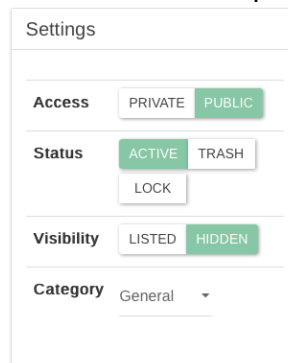 Settings
Access PRIVATE PUBLIC
Status ACTIVE TRASH
LOCK
Visibility LISTED HIDDEN
Category General